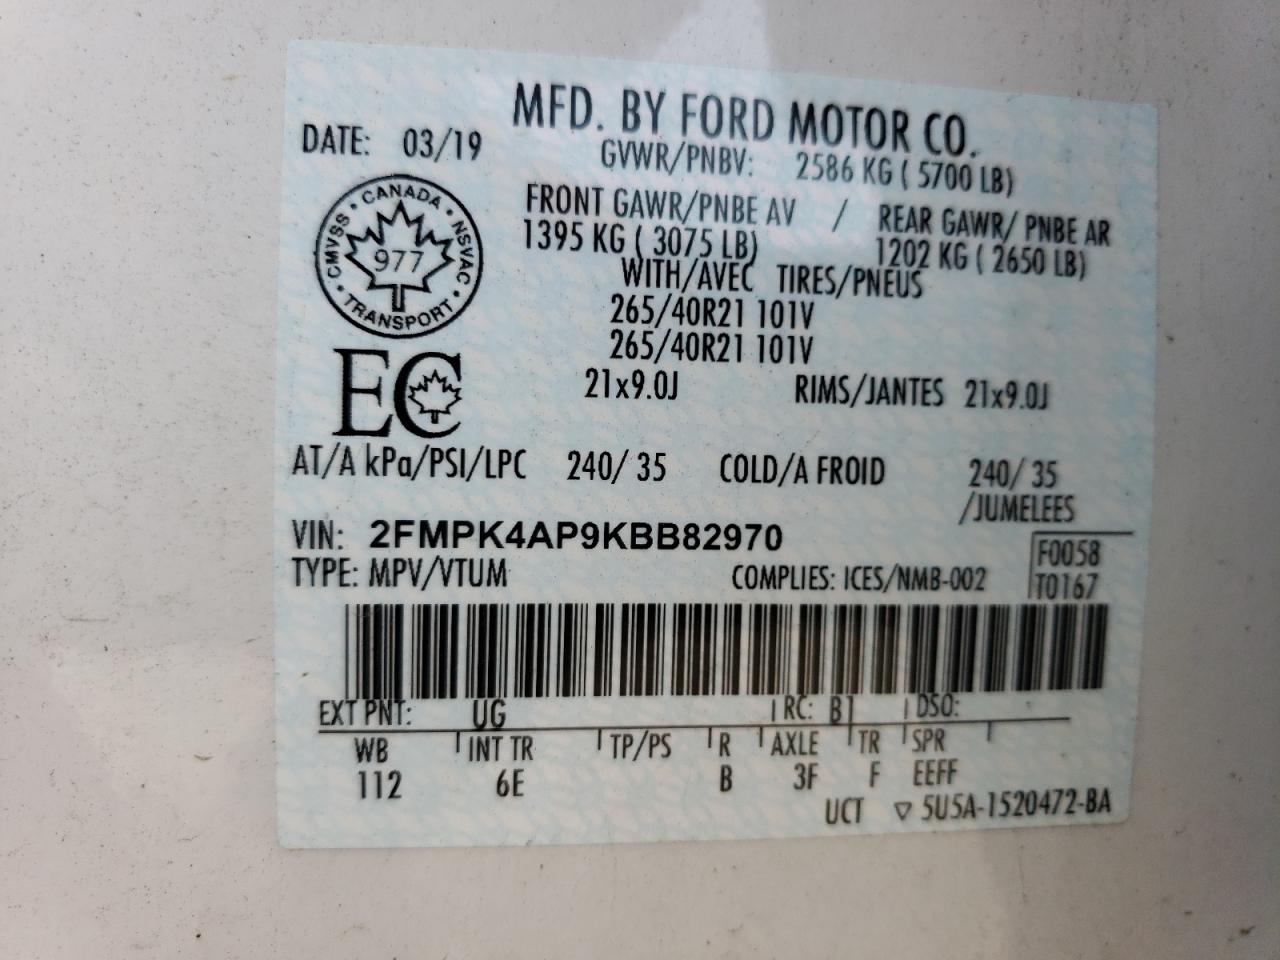 MFD. BY FORD MOTOR CO.
DATE: 03/19
GVWR/PNBV: 2586 KG ( 5700 LB)
FRONT GAWR/PNBE AV / REAR GAWR/ PNBE AR
1395 KG ( 3075 LB) 1202 KG ( 2650 LB)
WITH/AVEC TIRES/PNEUS
265/40R21 101V
265/40R21 101V
21x9.0J RIMS/JANTES 21x9.0J
CMVSS • CANADA • NSVAC • TRANSPORT •
977
EC
AT/A kPa/PSI/LPC 240/ 35 COLD/A FROID 240/ 35
/JUMELEES
VIN: 2FMPK4AP9KBB82970
F0058
TYPE: MPV/VTUM COMPLIES: ICES/NMB-002 T0167
EXT PNT: UG RC: B1 DSO:
WB INT TR TP/PS R AXLE TR SPR
112 6E B 3F F EEFF
UCT ▽ 5U5A-1520472-BA